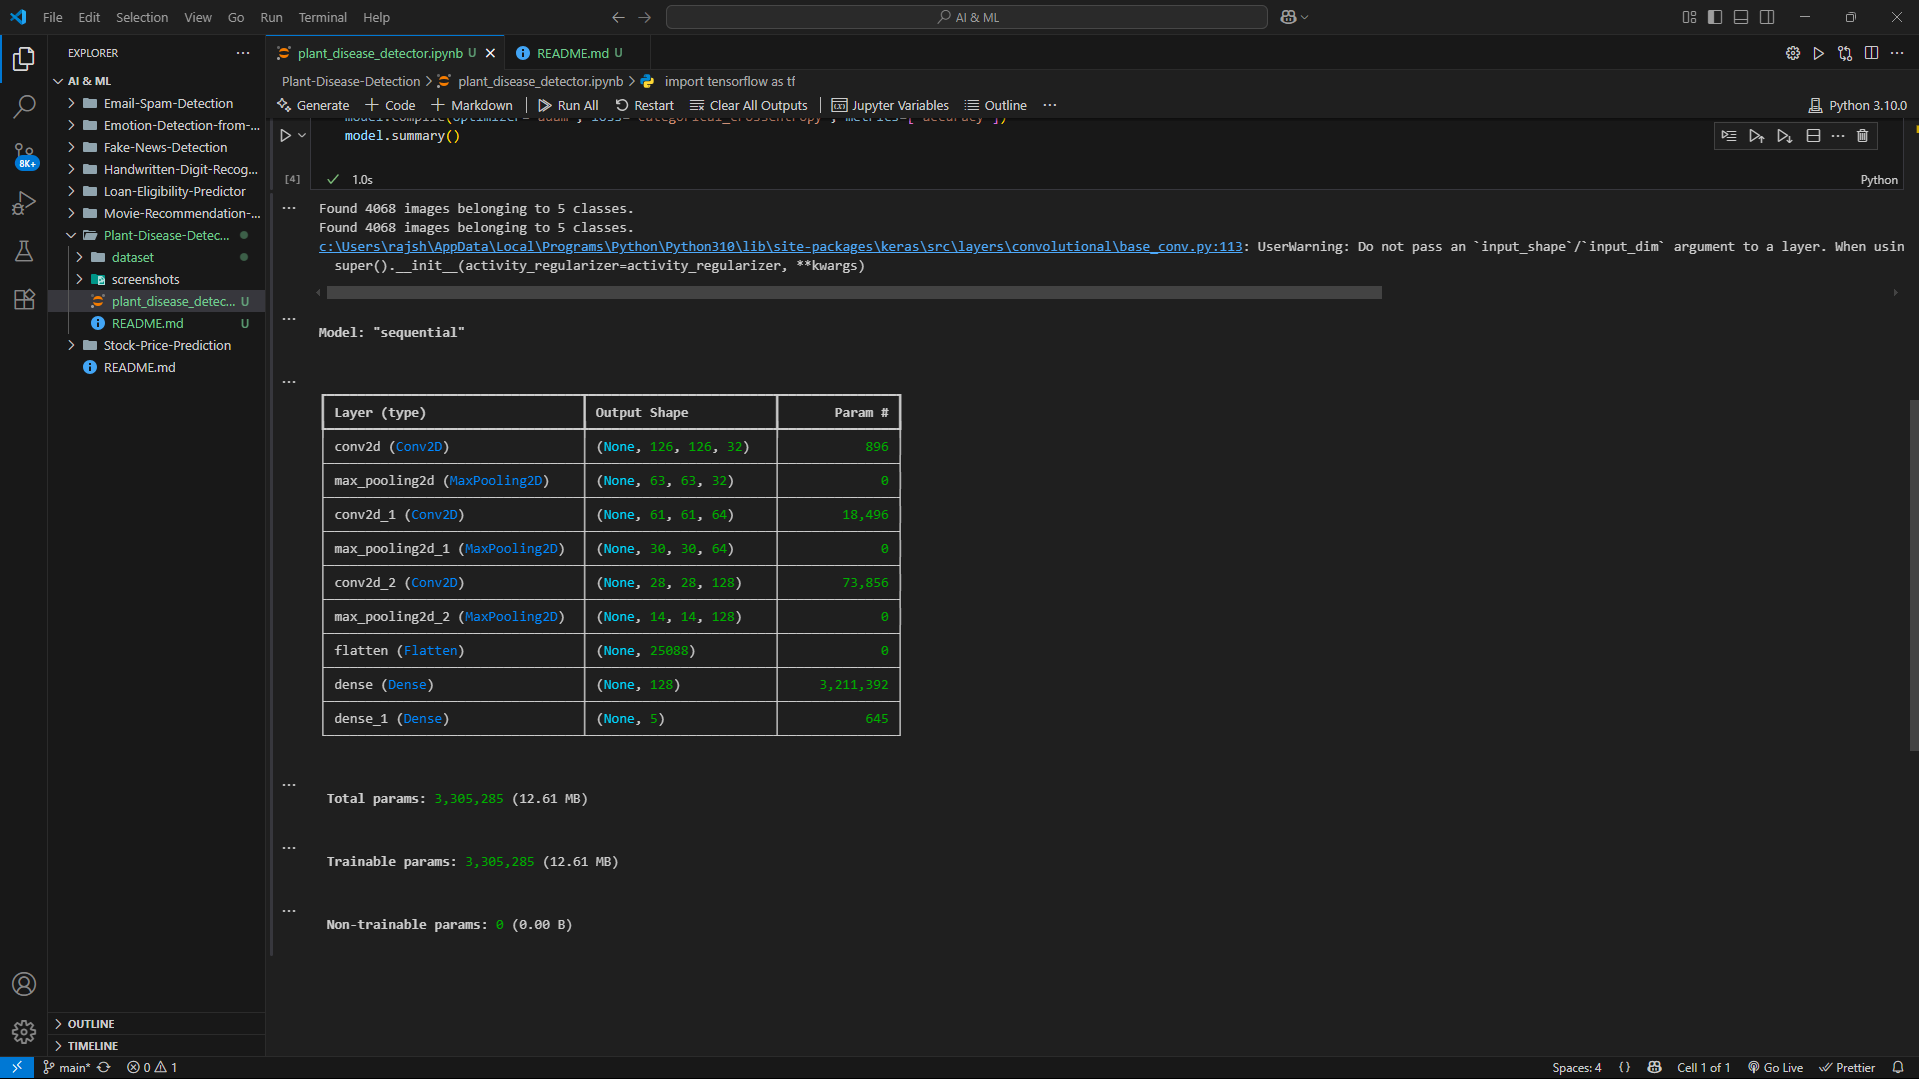 File Edit Selection View Go Run Terminal Help
AI & ML
EXPLORER
plant_disease_detector.ipynb U
README.md U
AI & ML
Plant-Disease-Detection > plant_disease_detector.ipynb > import tensorflow as tf
Generate + Code + Markdown Run All Restart Clear All Outputs Jupyter Variables Outline ...
Python 3.10.0
Email-Spam-Detection
Emotion-Detection-from-...
Fake-News-Detection
Handwritten-Digit-Recog...
Loan-Eligibility-Predictor
Movie-Recommendation-...
Plant-Disease-Detec...
dataset
screenshots
plant_disease_detec... U
README.md U
Stock-Price-Prediction
README.md
8K+
model.compile(optimizer='adam', loss='categorical_crossentropy', metrics=['accuracy'])
model.summary()
[4] 1.0s
Python
Found 4068 images belonging to 5 classes.
Found 4068 images belonging to 5 classes.
c:\Users\rajsh\AppData\Local\Programs\Python\Python310\lib\site-packages\keras\src\layers\convolutional\base_conv.py:113: UserWarning: Do not pass an `input_shape`/`input_dim` argument to a layer. When usin
super().__init__(activity_regularizer=activity_regularizer, **kwargs)
Model: "sequential"
Layer (type) Output Shape Param #
conv2d (Conv2D) (None, 126, 126, 32) 896
max_pooling2d (MaxPooling2D) (None, 63, 63, 32) 0
conv2d_1 (Conv2D) (None, 61, 61, 64) 18,496
max_pooling2d_1 (MaxPooling2D) (None, 30, 30, 64) 0
conv2d_2 (Conv2D) (None, 28, 28, 128) 73,856
max_pooling2d_2 (MaxPooling2D) (None, 14, 14, 128) 0
flatten (Flatten) (None, 25088) 0
dense (Dense) (None, 128) 3,211,392
dense_1 (Dense) (None, 5) 645
Total params: 3,305,285 (12.61 MB)
Trainable params: 3,305,285 (12.61 MB)
Non-trainable params: 0 (0.00 B)
OUTLINE
TIMELINE
main* 0 1
Spaces: 4 {} Cell 1 of 1 Go Live Prettier